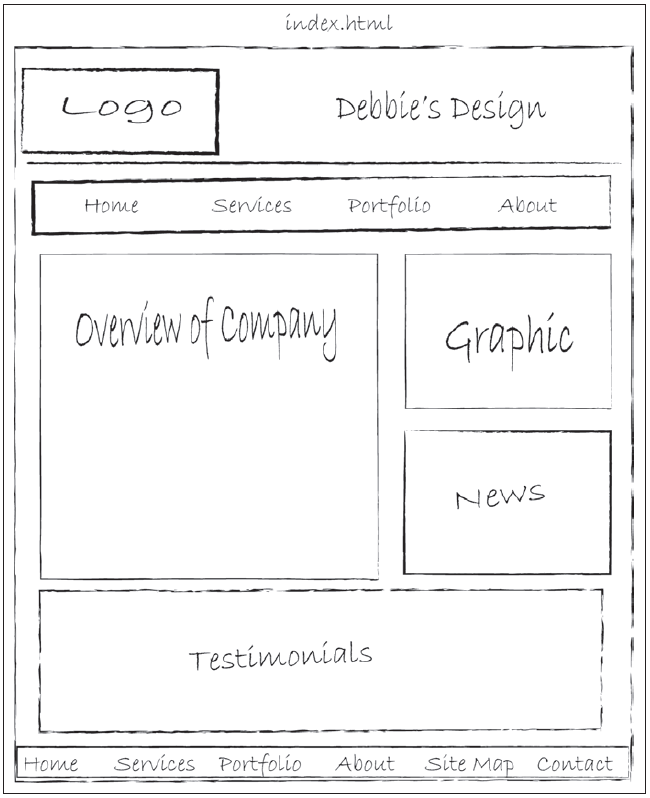 index.html
Logo
Debbie's Design
Home Services Portfolio About
Overview of Company
Graphic
News
Testimonials
Home Services Portfolio About Site Map Contact